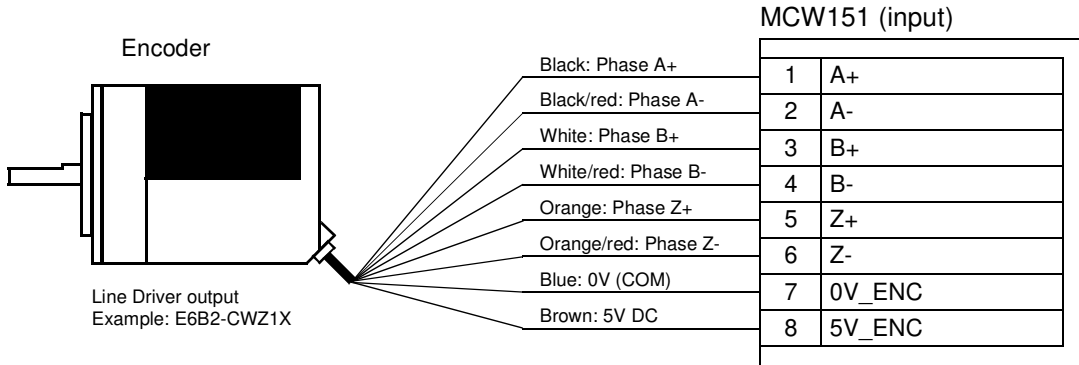 MCW151 (input)
Encoder
Black: Phase A+
1 A+
Black/red: Phase A-
2 A-
White: Phase B+
3 B+
White/red: Phase B-
4 B-
Orange: Phase Z+
5 Z+
Orange/red: Phase Z-
6 Z-
Blue: 0V (COM)
7 0V_ENC
Brown: 5V DC
8 5V_ENC
Line Driver output
Example: E6B2-CWZ1X